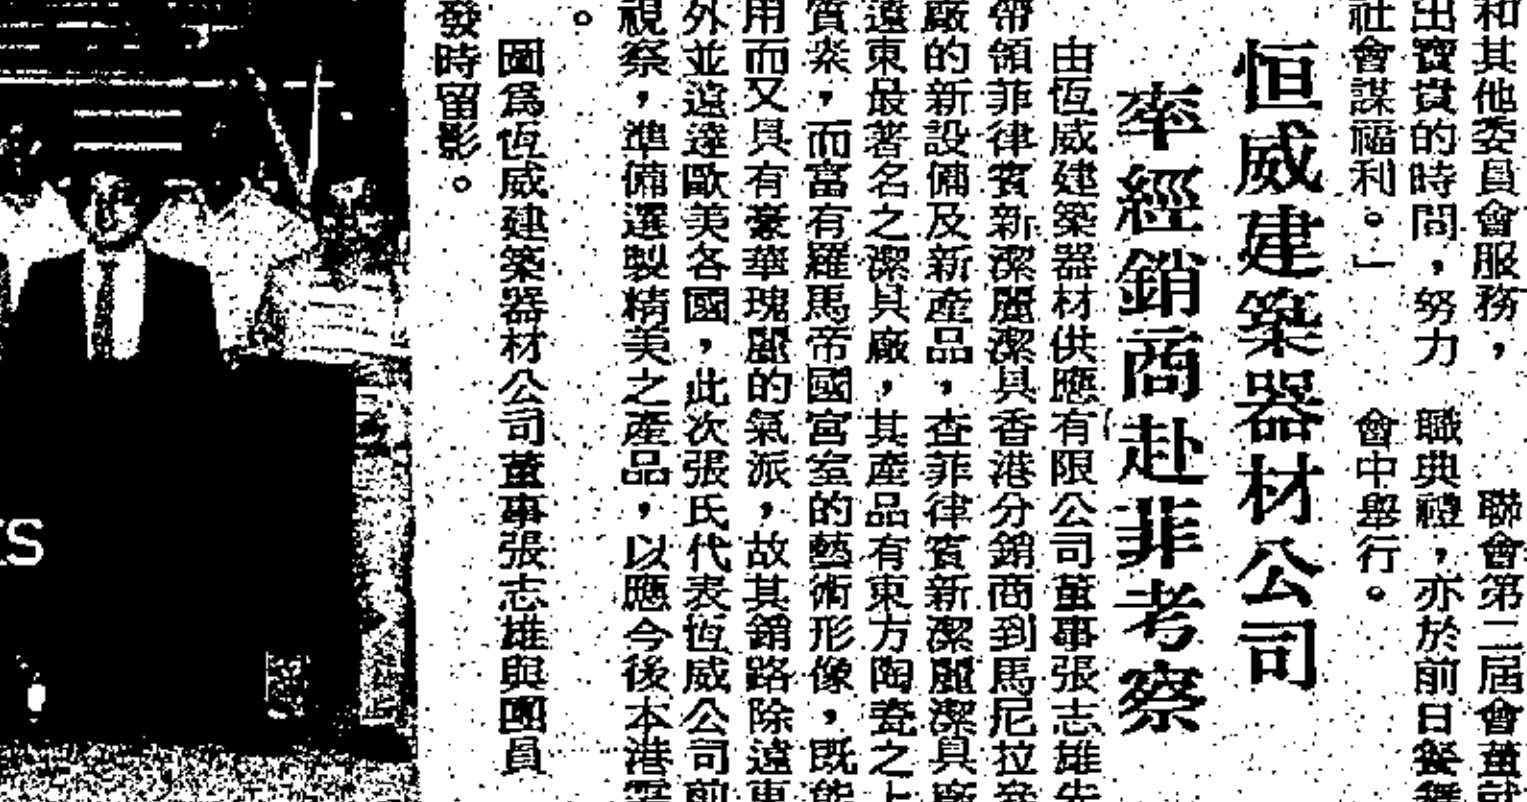 和其他委員會服務，
出寶貴的時間，努力
社會謀福利。」
聯會第二屆會董就
職典禮，亦於前日餐舞
會中舉行。
恒威建築器材公司
率經銷商赴菲考察
由恆威建築器材供應有限公司董事張志雄先
帶領菲律賓新潔麗潔具香港分銷商到馬尼拉參
廠的新設備及新產品，查菲律賓新潔麗潔具廠
遠東最著名之潔具廠，其產品有東方陶瓷之上
質素，而富有羅馬帝國宮室的藝術形像，既能
用而又具有豪華瑰麗的氣派，故其銷路除遠東
外並遠達歐美各國，此次張氏代表恆威公司前
視察，準備選製精美之產品，以應今後本港需
。
圖爲恆威建築器材公司董事張志雄與團員
發時留影。